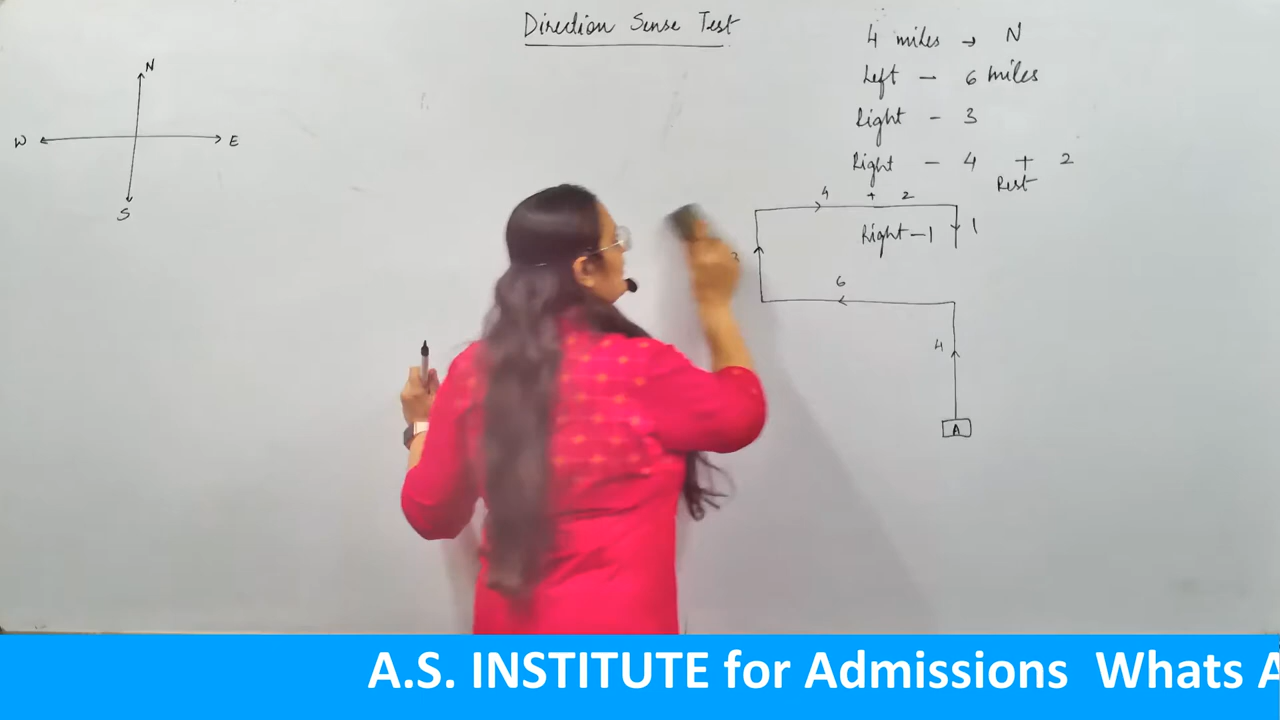 Direction Sense Test
4 miles → N
Left — 6 miles
Right - 3
Right - 4 + 2
Rest
4 + 2
Right-1 1
6
4
A
N
W E
S
A.S. INSTITUTE for Admissions Whats A